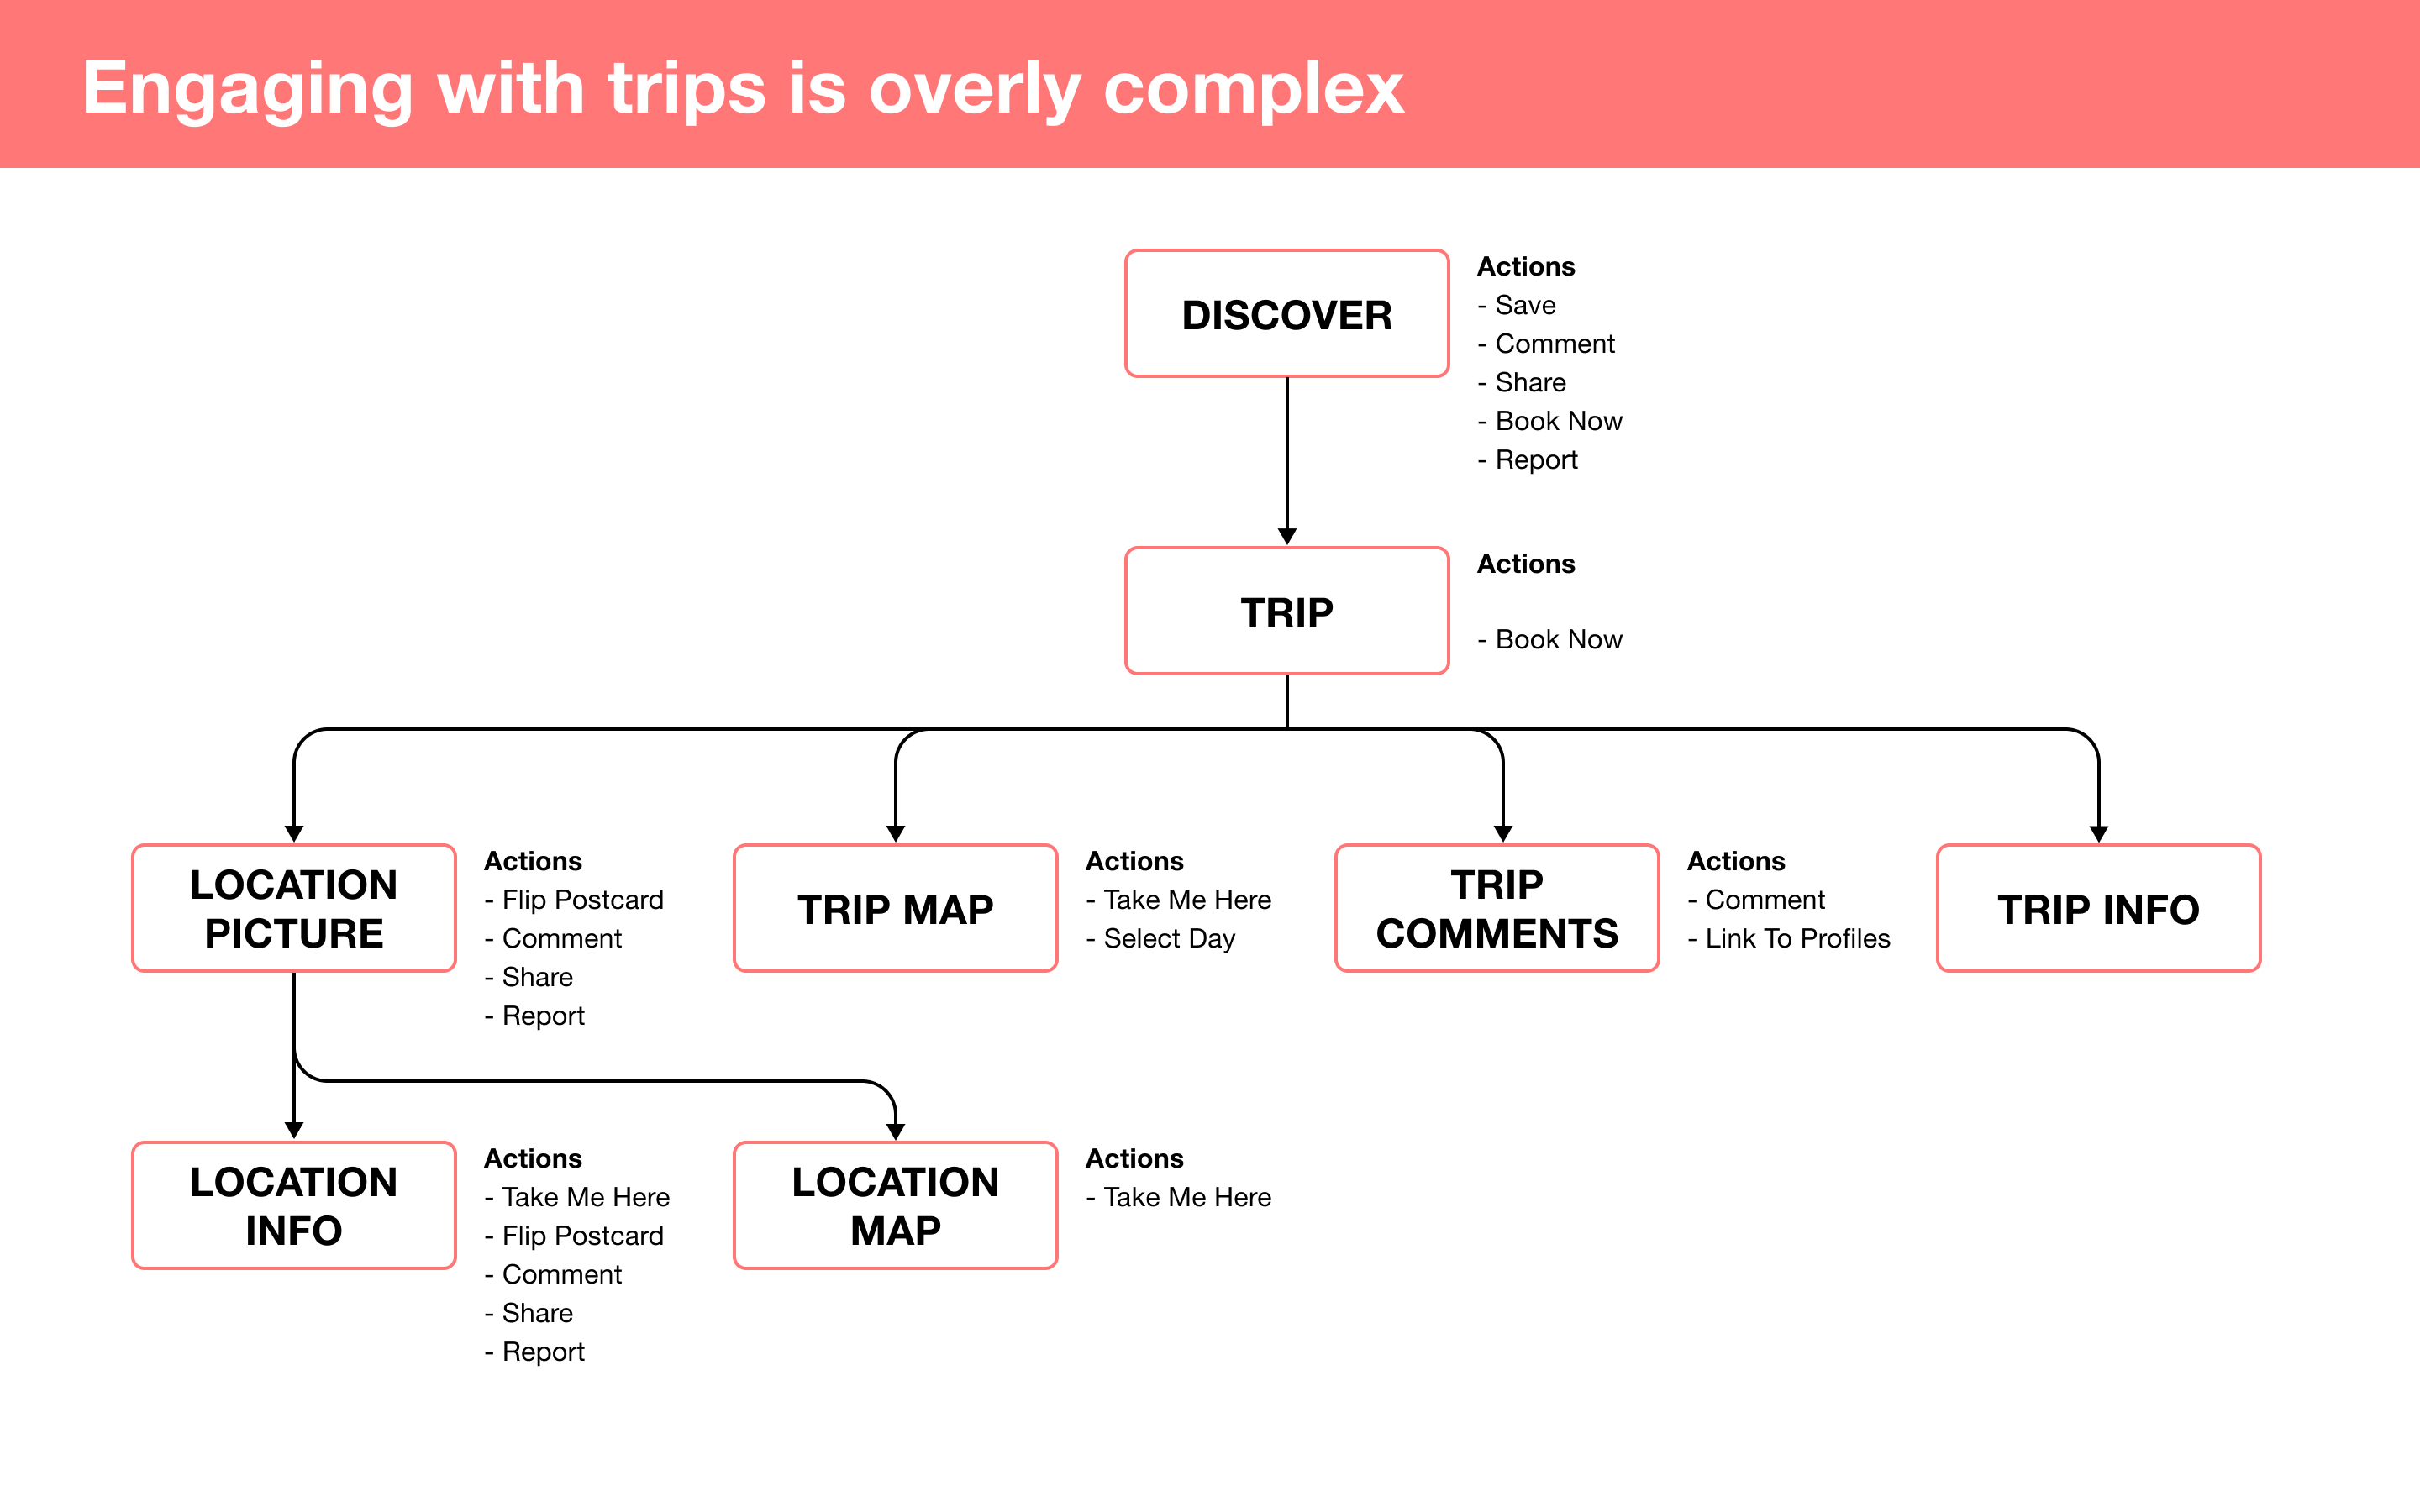 Engaging with trips is overly complex
DISCOVER
Actions
- Save
- Comment
- Share
- Book Now
- Report
TRIP
Actions
- Book Now
LOCATION
PICTURE
Actions
- Flip Postcard
- Comment
- Share
- Report
TRIP MAP
Actions
- Take Me Here
- Select Day
TRIP
COMMENTS
Actions
- Comment
- Link To Profiles
TRIP INFO
LOCATION
INFO
Actions
- Take Me Here
- Flip Postcard
- Comment
- Share
- Report
LOCATION
MAP
Actions
- Take Me Here